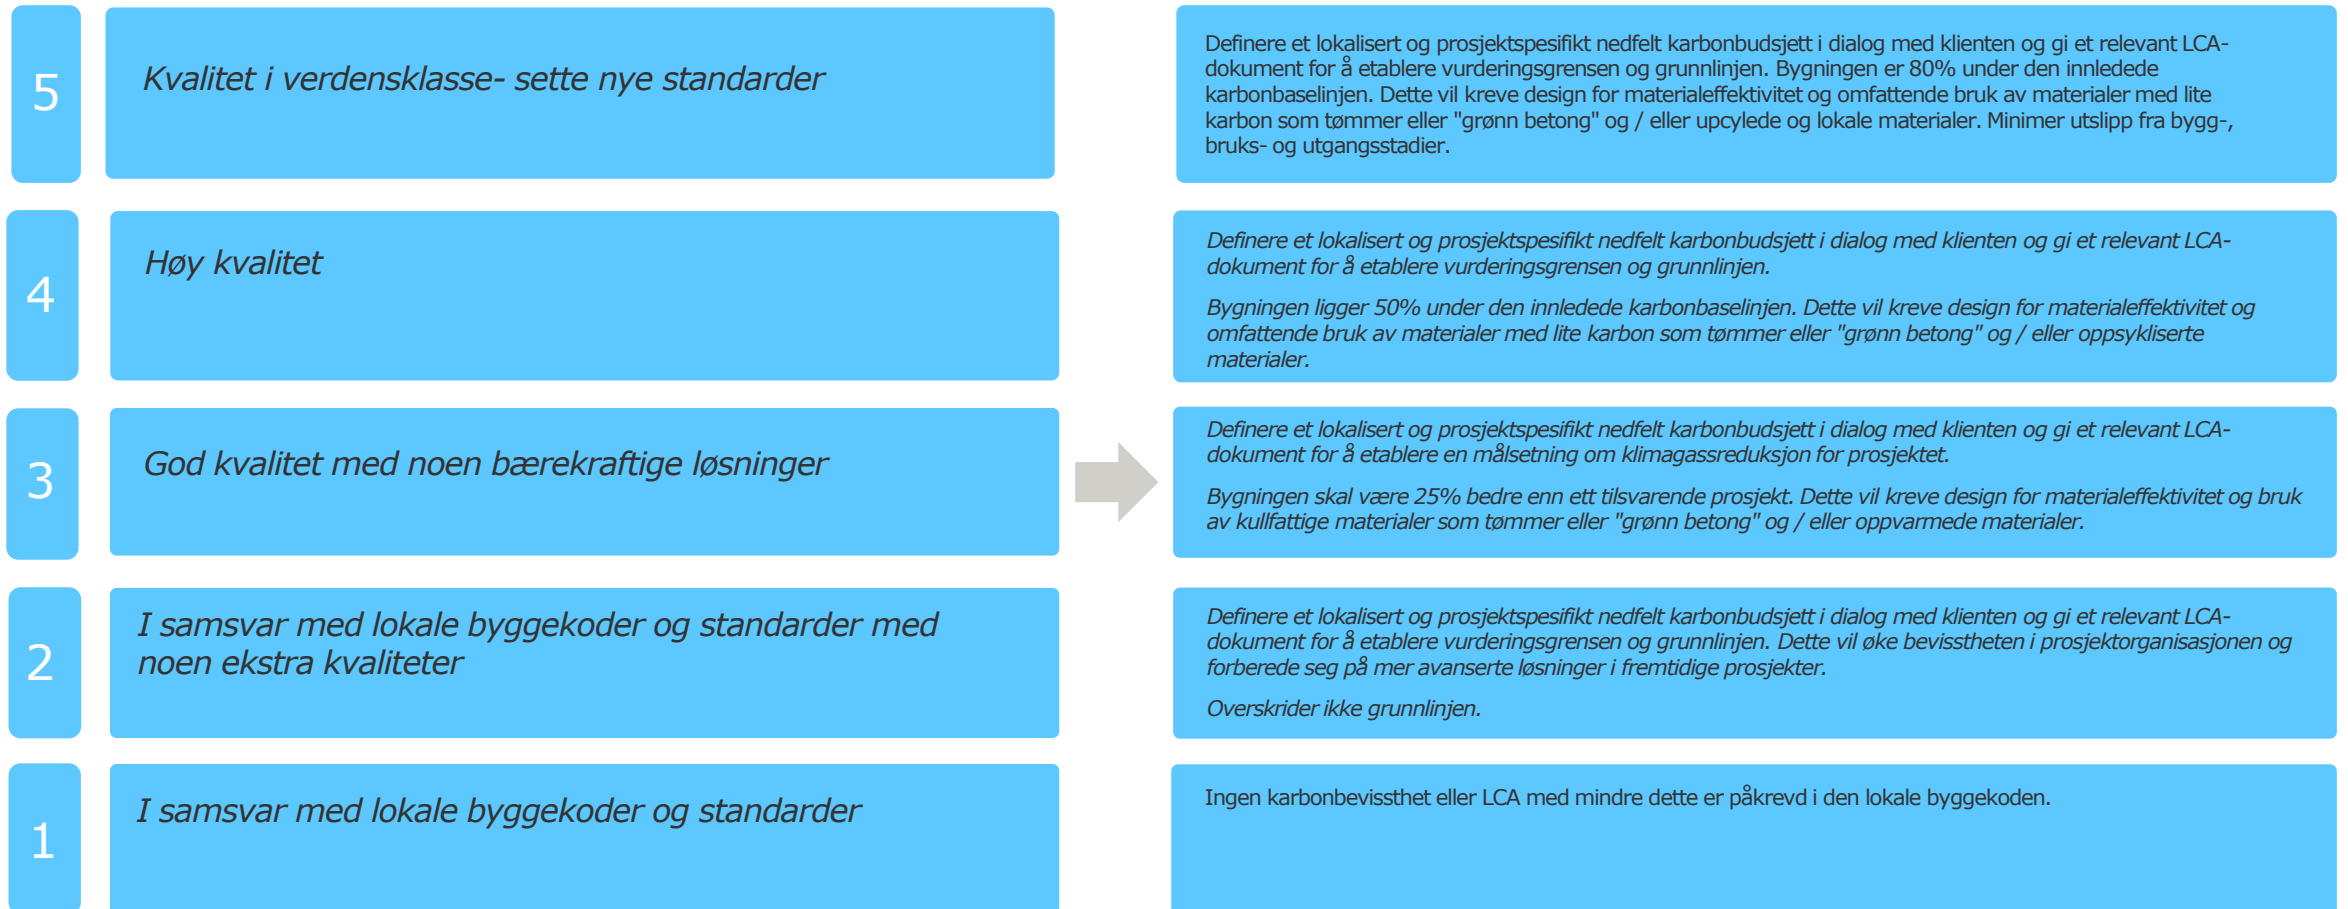 5
Kvalitet i verdensklasse- sette nye standarder
Definere et lokalisert og prosjektspesifikt nedfelt karbonbudsjett i dialog med klienten og gi et relevant LCA-
dokument for å etablere vurderingsgrensen og grunnlinjen. Bygningen er 80% under den innledede
karbonbaselinjen. Dette vil kreve design for materialeffektivitet og omfattende bruk av materialer med lite
karbon som tømmer eller "grønn betong" og / eller upcylede og lokale materialer. Minimer utslipp fra bygg-,
bruks- og utgangsstadier.
4
Høy kvalitet
Definere et lokalisert og prosjektspesifikt nedfelt karbonbudsjett i dialog med klienten og gi et relevant LCA-
dokument for å etablere vurderingsgrensen og grunnlinjen.
Bygningen ligger 50% under den innledede karbonbaselinjen. Dette vil kreve design for materialeffektivitet og
omfattende bruk av materialer med lite karbon som tømmer eller "grønn betong" og / eller oppsykliserte
materialer.
3
God kvalitet med noen bærekraftige løsninger
Definere et lokalisert og prosjektspesifikt nedfelt karbonbudsjett i dialog med klienten og gi et relevant LCA-
dokument for å etablere en målsetning om klimagassreduksjon for prosjektet.
Bygningen skal være 25% bedre enn ett tilsvarende prosjekt. Dette vil kreve design for materialeffektivitet og bruk
av kullfattige materialer som tømmer eller "grønn betong" og / eller oppvarmede materialer.
2
I samsvar med lokale byggekoder og standarder med
noen ekstra kvaliteter
Definere et lokalisert og prosjektspesifikt nedfelt karbonbudsjett i dialog med klienten og gi et relevant LCA-
dokument for å etablere vurderingsgrensen og grunnlinjen. Dette vil øke bevisstheten i prosjektorganisasjonen og
forberede seg på mer avanserte løsninger i fremtidige prosjekter.
Overskrider ikke grunnlinjen.
1
I samsvar med lokale byggekoder og standarder
Ingen karbonbevissthet eller LCA med mindre dette er påkrevd i den lokale byggekoden.